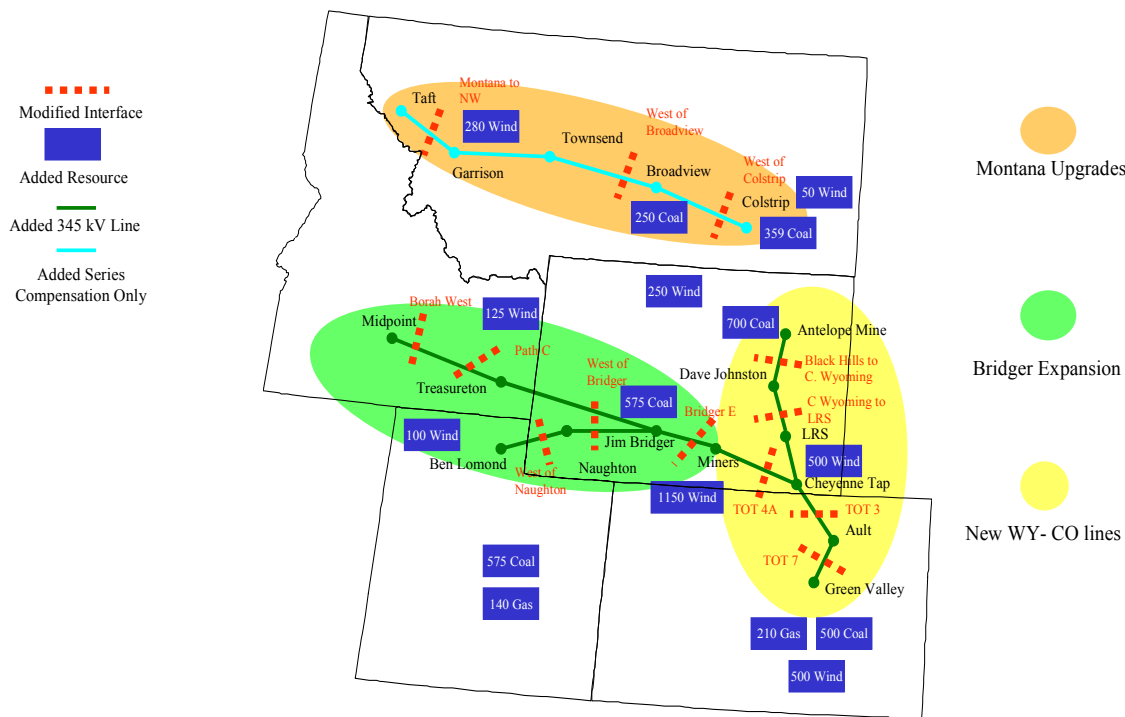 Modified Interface
Added Resource
Added 345 kV Line
Added Series
Compensation Only
Taft
Montana to
NW
280 Wind
Garrison
Townsend
West of
Broadview
Broadview
250 Coal
West of
Colstrip
Colstrip
50 Wind
359 Coal
Montana Upgrades
Borah West
Midpoint
125 Wind
Path C
Treasureton
250 Wind
700 Coal
Antelope Mine
Black Hills to
C. Wyoming
Dave Johnston
West of
Bridger
575 Coal
Bridger E
C Wyoming to
LRS
LRS
Bridger Expansion
100 Wind
Ben Lomond
West of
Naughton
Naughton
Jim Bridger
Miners
500 Wind
Cheyenne Tap
1150 Wind
TOT 4A
TOT 3
Ault
TOT 7
Green Valley
New WY- CO lines
575 Coal
140 Gas
210 Gas
500 Coal
500 Wind